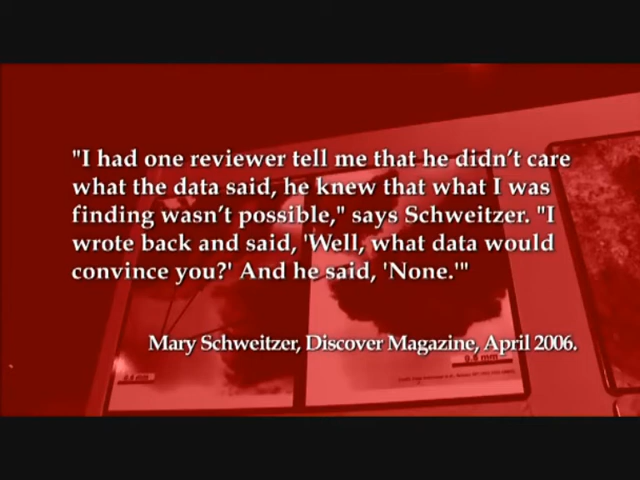 "I had one reviewer tell me that he didn't care
what the data said, he knew that what I was
finding wasn't possible," says Schweitzer. "I
wrote back and said, 'Well, what data would
convince you?' And he said, 'None.'"
Mary Schweitzer, Discover Magazine, April 2006.